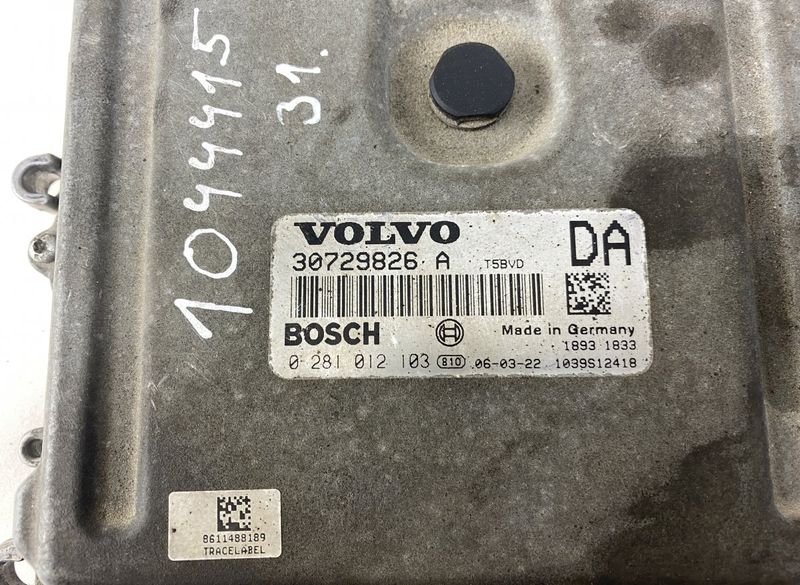 1044415
31.
VOLVO
DA
30729826 A T5BVD
BOSCH Made in Germany
1893 1833
0 281 012 103 810 06-03-22 1039S12418
8611488189
TRACELABEL